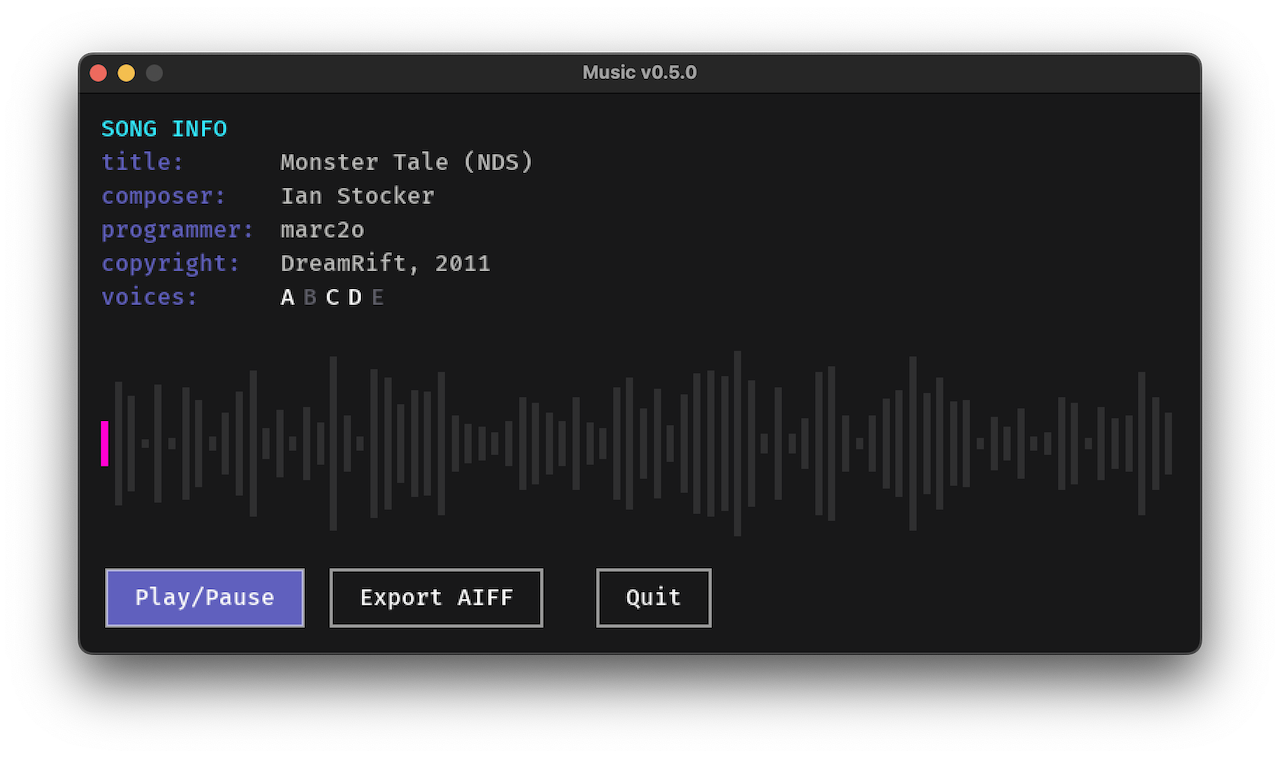 Music v0.5.0
SONG INFO
title: Monster Tale (NDS)
composer: Ian Stocker
programmer: marc2o
copyright: DreamRift, 2011
voices: A B C D E
Play/Pause Export AIFF Quit